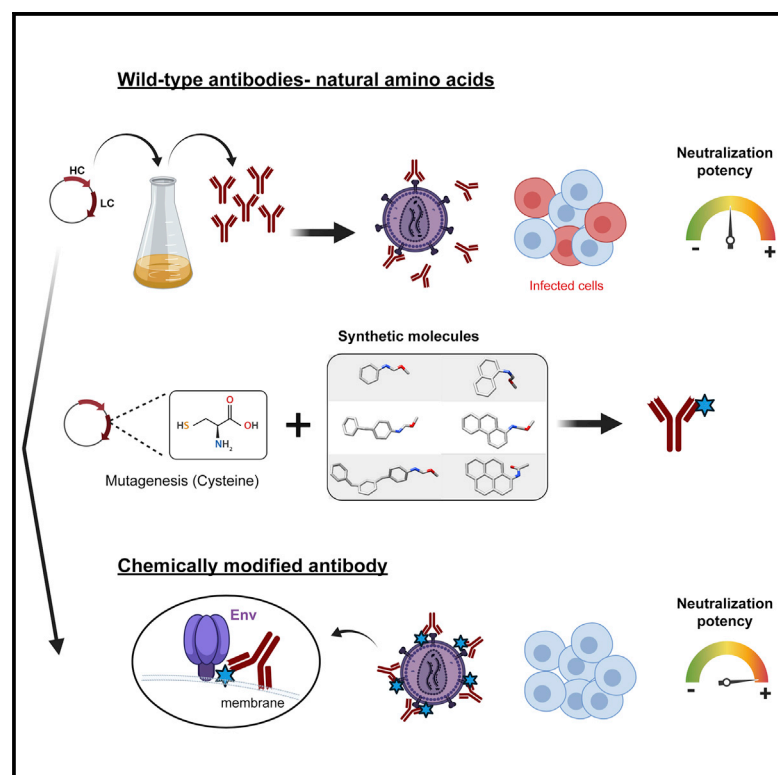 Wild-type antibodies- natural amino acids
HC
LC
Neutralization
potency
-
+
Infected cells
Synthetic molecules
HS
O
OH
NH₂
+
Mutagenesis (Cysteine)
Chemically modified antibody
Env
membrane
Neutralization
potency
-
+